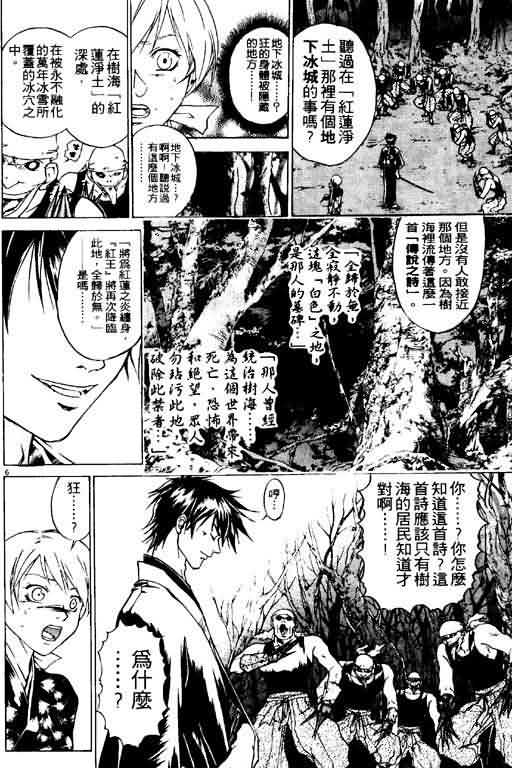 聽過在「紅蓮淨
土」那裡有個地
下冰城的事嗎?
地下冰城……?
狂的身體被隱藏
的地方……
地下冰城…?
啊啊,聽說過
有這麼個地方
在樹海「紅
蓮淨土」的
深處,
在被永不融化
的萬年冰雪所
覆蓋的冰穴之
中。
但是沒有人敢接近
那個地方。因為樹
海裡流傳著這麼一
首「傳說之詩」。
「全歸於無,
全寂靜不動,
這塊「白色」之地,
是那人的墓碑」
「那人曾經
統治樹海……
為這個世界帶來
死亡、恐怖
和絕望,眾人
勿玷污此地
破除此禁者…」
「將為紅蓮之炎纏身
『紅王』將再次降臨
此地,全歸於無。」
是嗎……
6
你……?你怎麼
知道這首詩?這
首詩應該只有樹
海的居民知道才
對啊……!
哼…
為什麼
……?
狂…?